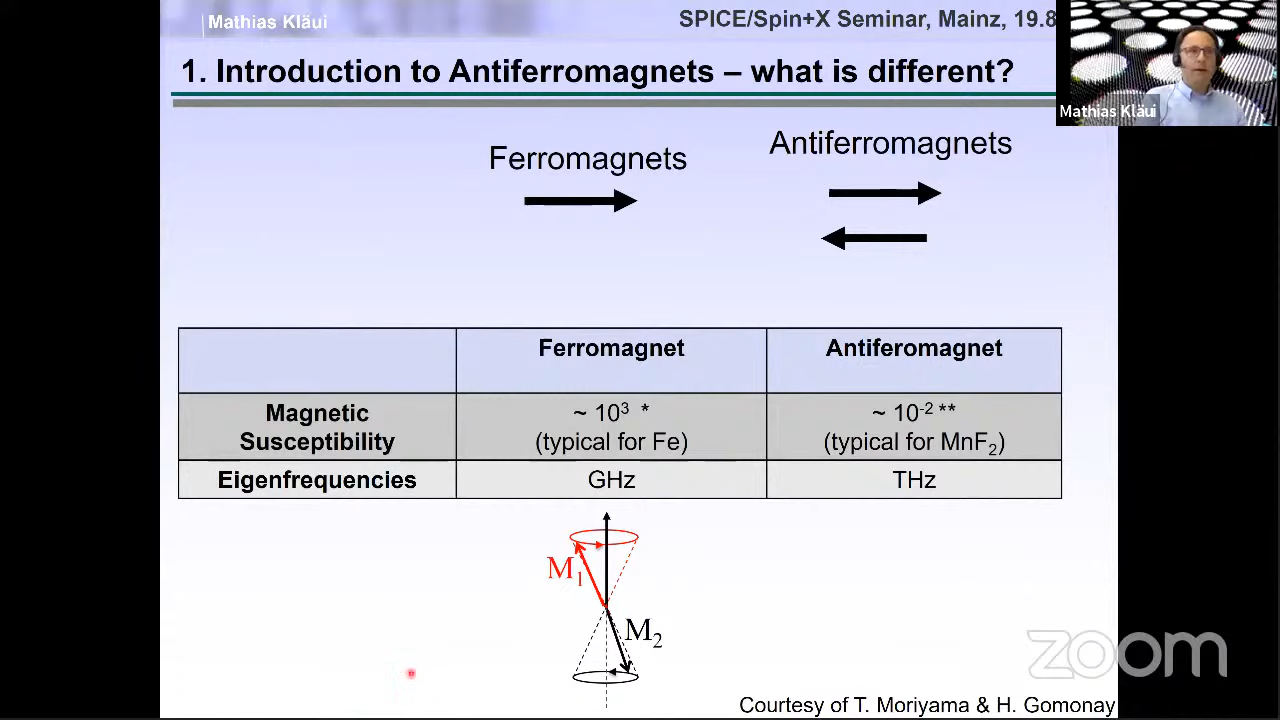 Mathias Kläui
SPICE/Spin+X Seminar, Mainz, 19.8
1. Introduction to Antiferromagnets – what is different?
Mathias Kläui
Ferromagnets
Antiferromagnets
Ferromagnet
Antiferomagnet
Magnetic
Susceptibility
~ 10³ *
(typical for Fe)
~ 10⁻² **
(typical for MnF₂)
Eigenfrequencies
GHz
THz
M₁
M₂
zoom
Courtesy of T. Moriyama & H. Gomonay